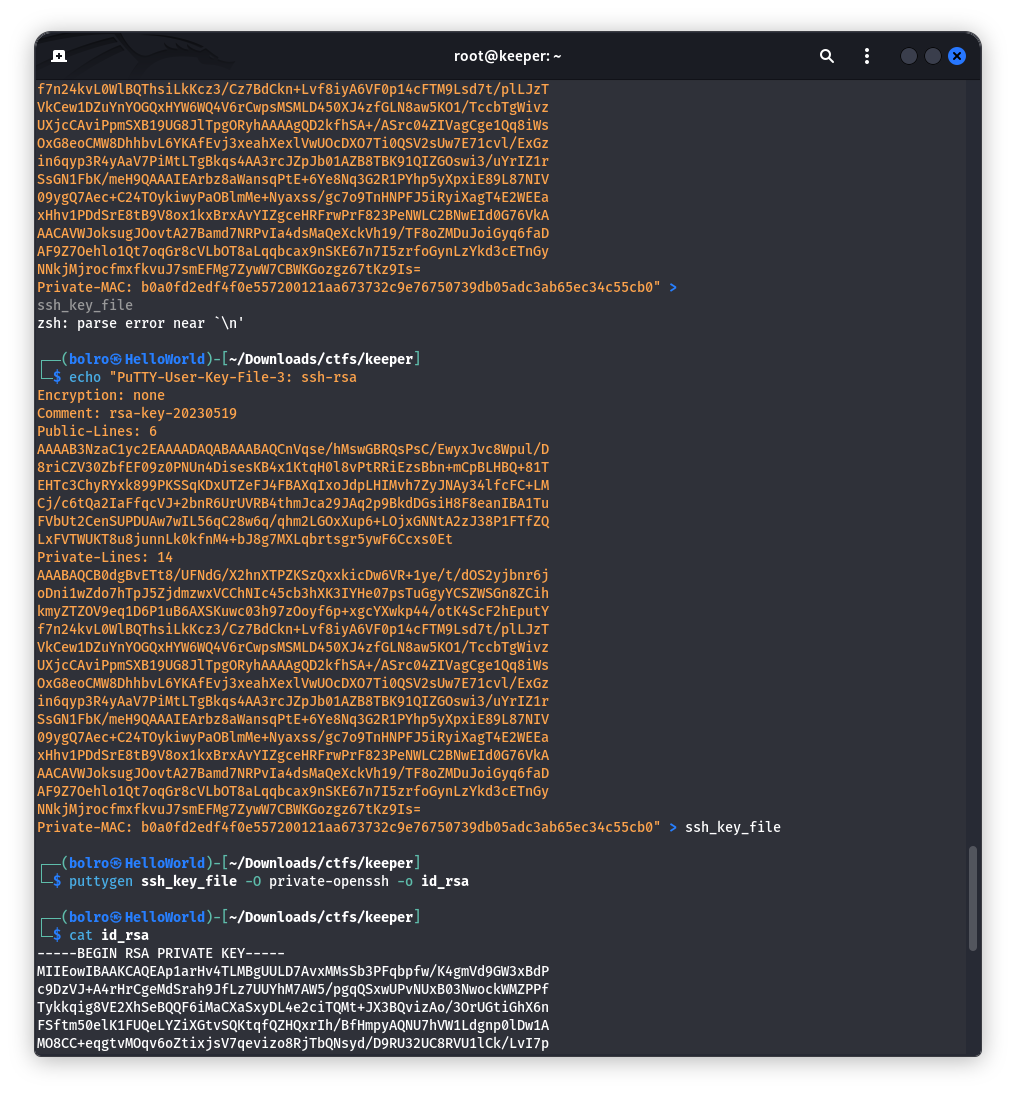 root@keeper: ~
f7n24kvL0WlBQThsiLkKcz3/Cz7BdCkn+Lvf8iyA6VF0p14cFTM9Lsd7t/plLJzT
VkCew1DZuYnYOGQxHYW6WQ4V6rCwpsMSMLD450XJ4zfGLN8aw5KO1/TccbTgWivz
UXjcCAviPpmSXB19UG8JlTpgORyhAAAAgQD2kfhSA+/ASrc04ZIVagCge1Qq8iWs
OxG8eoCMW8DhhbvL6YKAfEvj3xeahXexlVwUOcDXO7Ti0QSV2sUw7E71cvl/ExGz
in6qyp3R4yAaV7PiMtLTgBkqs4AA3rcJZpJb01AZB8TBK91QIZGOswi3/uYrIZ1r
SsGN1FbK/meH9QAAAIEArbz8aWansqPtE+6Ye8Nq3G2R1PYhp5yXpxiE89L87NIV
09ygQ7Aec+C24TOykiwyPaOBlmMe+Nyaxss/gc7o9TnHNPFJ5iRyiXagT4E2WEEa
xHhv1PDdSrE8tB9V8ox1kxBrxAvYIZgceHRFrwPrF823PeNWLC2BNwEId0G76VkA
AACAVWJoksugJOovtA27Bamd7NRPvIa4dsMaQeXckVh19/TF8oZMDuJoiGyq6faD
AF9Z7Oehlo1Qt7oqGr8cVLbOT8aLqqbcax9nSKE67n7I5zrfoGynLzYkd3cETnGy
NNkjMjrocfmxfkvuJ7smEFMg7ZywW7CBWKGozgz67tKz9Is=
Private-MAC: b0a0fd2edf4f0e557200121aa673732c9e76750739db05adc3ab65ec34c55cb0" >
ssh_key_file
zsh: parse error near `\n'
┌──(bolro㉿HelloWorld)-[~/Downloads/ctfs/keeper]
└─$ echo "PuTTY-User-Key-File-3: ssh-rsa
Encryption: none
Comment: rsa-key-20230519
Public-Lines: 6
AAAAB3NzaC1yc2EAAAADAQABAAABAQCnVqse/hMswGBRQsPsC/EwyxJvc8Wpul/D
8riCZV30ZbfEF09z0PNUn4DisesKB4x1KtqH0l8vPtRRiEzsBbn+mCpBLHBQ+81T
EHTc3ChyRYxk899PKSSqKDxUTZeFJ4FBAXqIxoJdpLHIMvh7ZyJNAy34lfcFC+LM
Cj/c6tQa2IaFfqcVJ+2bnR6UrUVRB4thmJca29JAq2p9BkdDGsiH8F8eanIBA1Tu
FVbUt2CenSUPDUAw7wIL56qC28w6q/qhm2LGOxXup6+LOjxGNNtA2zJ38P1FTfZQ
LxFVTWUKT8u8junnLk0kfnM4+bJ8g7MXLqbrtsgr5ywF6Ccxs0Et
Private-Lines: 14
AAABAQCB0dgBvETt8/UFNdG/X2hnXTPZKSzQxxkicDw6VR+1ye/t/dOS2yjbnr6j
oDni1wZdo7hTpJ5ZjdmzwxVCChNIc45cb3hXK3IYHe07psTuGgyYCSZWSGn8ZCih
kmyZTZOV9eq1D6P1uB6AXSKuwc03h97zOoyf6p+xgcYXwkp44/otK4ScF2hEputY
f7n24kvL0WlBQThsiLkKcz3/Cz7BdCkn+Lvf8iyA6VF0p14cFTM9Lsd7t/plLJzT
VkCew1DZuYnYOGQxHYW6WQ4V6rCwpsMSMLD450XJ4zfGLN8aw5KO1/TccbTgWivz
UXjcCAviPpmSXB19UG8JlTpgORyhAAAAgQD2kfhSA+/ASrc04ZIVagCge1Qq8iWs
OxG8eoCMW8DhhbvL6YKAfEvj3xeahXexlVwUOcDXO7Ti0QSV2sUw7E71cvl/ExGz
in6qyp3R4yAaV7PiMtLTgBkqs4AA3rcJZpJb01AZB8TBK91QIZGOswi3/uYrIZ1r
SsGN1FbK/meH9QAAAIEArbz8aWansqPtE+6Ye8Nq3G2R1PYhp5yXpxiE89L87NIV
09ygQ7Aec+C24TOykiwyPaOBlmMe+Nyaxss/gc7o9TnHNPFJ5iRyiXagT4E2WEEa
xHhv1PDdSrE8tB9V8ox1kxBrxAvYIZgceHRFrwPrF823PeNWLC2BNwEId0G76VkA
AACAVWJoksugJOovtA27Bamd7NRPvIa4dsMaQeXckVh19/TF8oZMDuJoiGyq6faD
AF9Z7Oehlo1Qt7oqGr8cVLbOT8aLqqbcax9nSKE67n7I5zrfoGynLzYkd3cETnGy
NNkjMjrocfmxfkvuJ7smEFMg7ZywW7CBWKGozgz67tKz9Is=
Private-MAC: b0a0fd2edf4f0e557200121aa673732c9e76750739db05adc3ab65ec34c55cb0" > ssh_key_file
┌──(bolro㉿HelloWorld)-[~/Downloads/ctfs/keeper]
└─$ puttygen ssh_key_file -O private-openssh -o id_rsa
┌──(bolro㉿HelloWorld)-[~/Downloads/ctfs/keeper]
└─$ cat id_rsa
-----BEGIN RSA PRIVATE KEY-----
MIIEowIBAAKCAQEAp1arHv4TLMBgUULD7AvxMMsSb3PFqbpfw/K4gmVd9GW3xBdP
c9DzVJ+A4rHrCgeMdSrah9JfLz7UUYhM7AW5/pgqQSxwUPvNUxB03NwockWMZPPf
Tykkqig8VE2XhSeBQQF6iMaCXaSxyDL4e2ciTQMt+JX3BQvizAo/3OrUGtiGhX6n
FSftm50elK1FUQeLYZiXGtvSQKtqfQZHQxrIh/BfHmpyAQNU7hVW1Ldgnp0lDw1A
MO8CC+eqgtvMOqv6oZtixjsV7qevizo8RjTbQNsyd/D9RU32UC8RVU1lCk/LvI7p